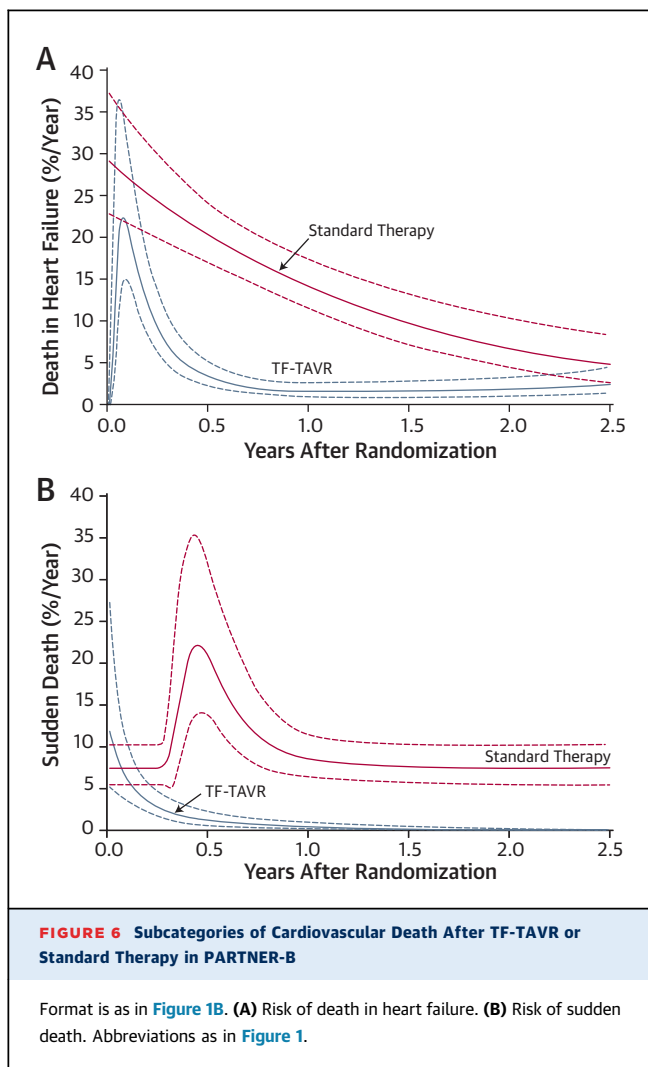 A
Death in Heart Failure (%/Year)
40
35
30
25
20
15
10
5
0
Standard Therapy
TF-TAVR
0.0 0.5 1.0 1.5 2.0 2.5
Years After Randomization
B
Sudden Death (%/Year)
40
35
30
25
20
15
10
5
0
Standard Therapy
TF-TAVR
0.0 0.5 1.0 1.5 2.0 2.5
Years After Randomization
FIGURE 6 Subcategories of Cardiovascular Death After TF-TAVR or
Standard Therapy in PARTNER-B
Format is as in Figure 1B. (A) Risk of death in heart failure. (B) Risk of sudden
death. Abbreviations as in Figure 1.